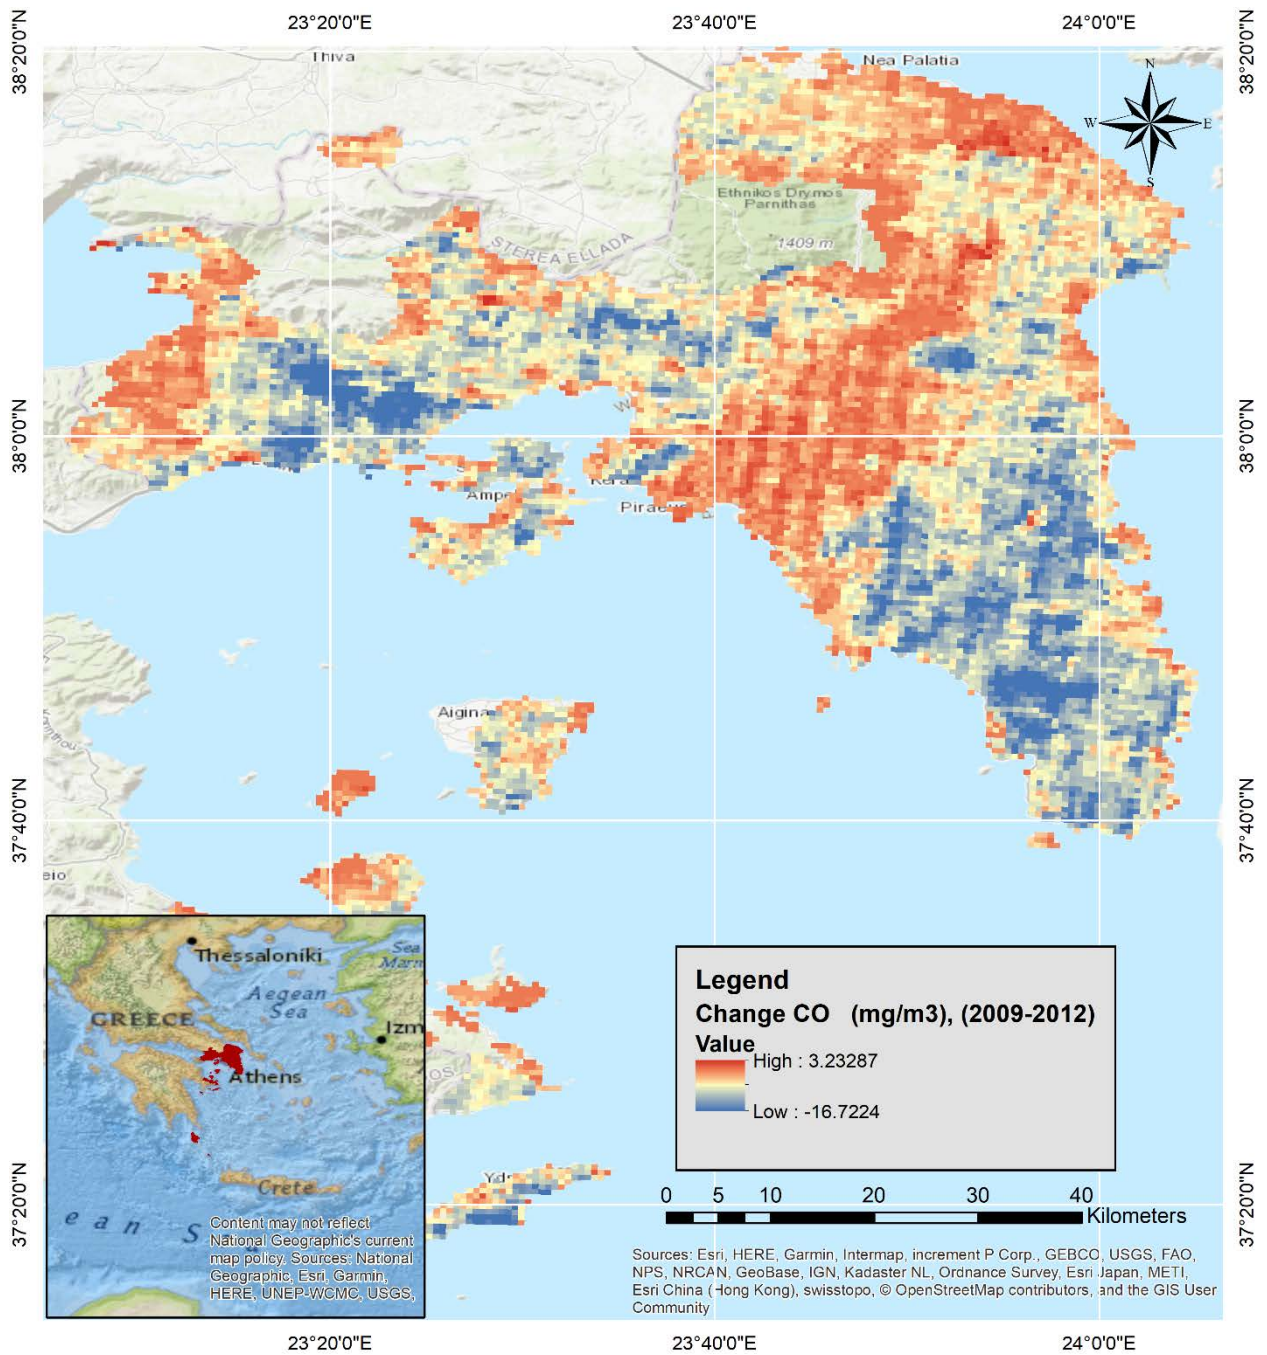 23°20'0"E 23°40'0"E 24°0'0"E
38°20'0"N 38°20'0"N
Thiva
Nea Palatia
N
W E
S
Ethnikos Drymos
Parnithas
1409 m
STEREA ELLADA
38°0'0"N 38°0'0"N
Piraeus
Aigina
37°40'0"N 37°40'0"N
Thessaloniki
Sea
Aegean
Sea
GREECE
Izm
Athens
Crete
ean S
Content may not reflect
National Geographic's current
map policy. Sources: National
Geographic, Esri, Garmin,
HERE, UNEP-WCMC, USGS,
Legend
Change CO (mg/m3), (2009-2012)
Value
High : 3.23287
Low : -16.7224
37°20'0"N 37°20'0"N
0 5 10 20 30 40
Kilometers
Sources: Esri, HERE, Garmin, Intermap, increment P Corp., GEBCO, USGS, FAO,
NPS, NRCAN, GeoBase, IGN, Kadaster NL, Ordnance Survey, Esri Japan, METI,
Esri China (Hong Kong), swisstopo, © OpenStreetMap contributors, and the GIS User
Community
23°20'0"E 23°40'0"E 24°0'0"E